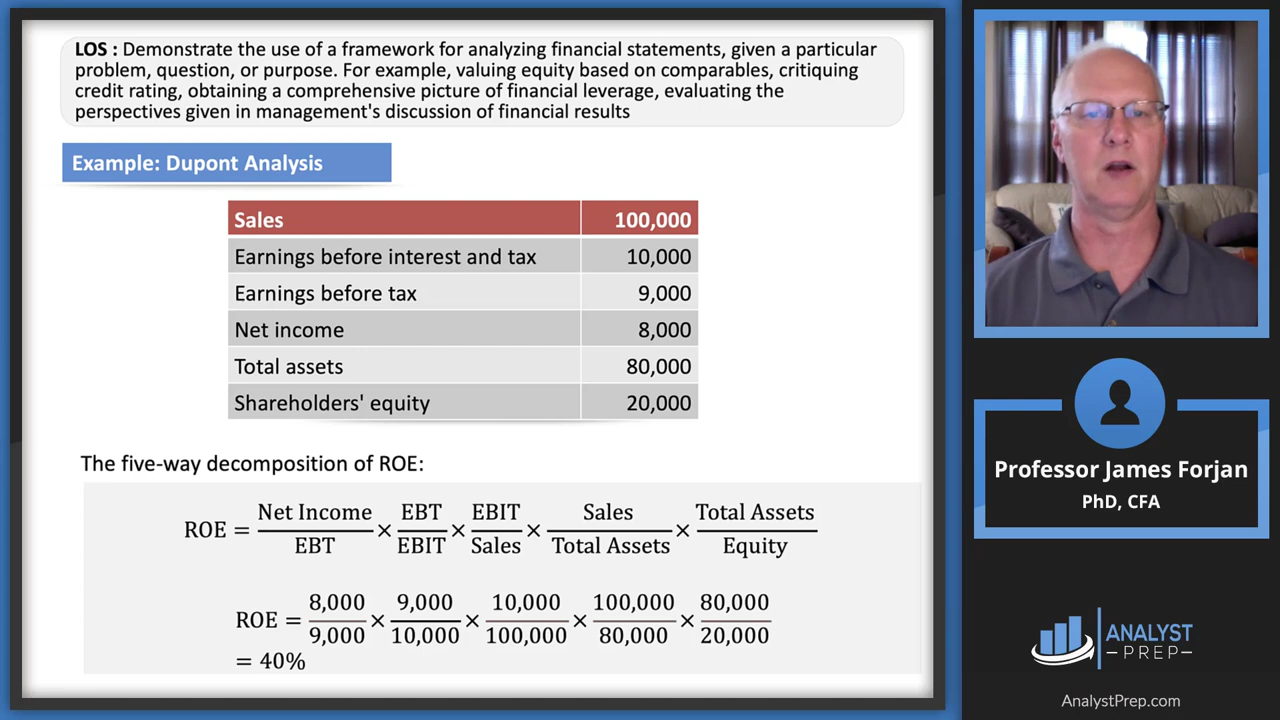 LOS : Demonstrate the use of a framework for analyzing financial statements, given a particular
problem, question, or purpose. For example, valuing equity based on comparables, critiquing
credit rating, obtaining a comprehensive picture of financial leverage, evaluating the
perspectives given in management's discussion of financial results
Example: Dupont Analysis
Sales 100,000
Earnings before interest and tax 10,000
Earnings before tax 9,000
Net income 8,000
Total assets 80,000
Shareholders' equity 20,000
The five-way decomposition of ROE:
ROE = Net Income/EBT × EBT/EBIT × EBIT/Sales × Sales/Total Assets × Total Assets/Equity
ROE = 8,000/9,000 × 9,000/10,000 × 10,000/100,000 × 100,000/80,000 × 80,000/20,000
= 40%
Professor James Forjan
PhD, CFA
ANALYST
PREP
AnalystPrep.com